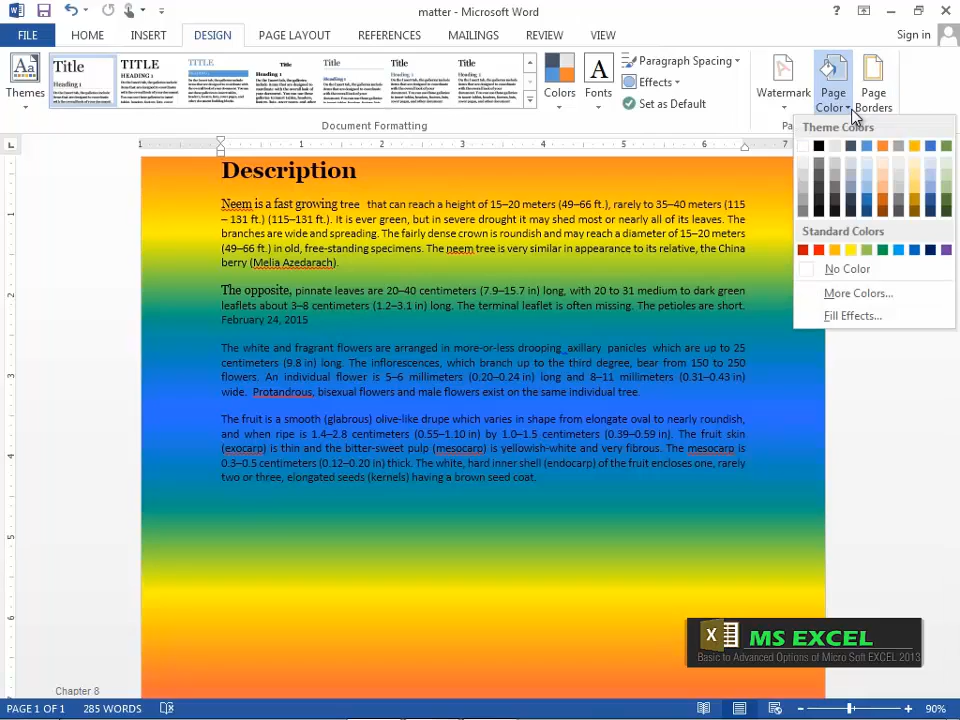 matter - Microsoft Word
Sign in
FILE HOME INSERT DESIGN PAGE LAYOUT REFERENCES MAILINGS REVIEW VIEW
Themes
Title
HEADING 1
TITLE
Heading 1
Title
Heading 1
Title
Title
Heading 1
Title
Heading 1
Colors
Fonts
Paragraph Spacing
Effects
Set as Default
Watermark
Page Color
Page Borders
Document Formatting
Pa
Theme Colors
Standard Colors
No Color
More Colors...
Fill Effects...
Description
Neem is a fast growing tree that can reach a height of 15–20 meters (49–66 ft.), rarely to 35–40 meters (115
– 131 ft.) (115–131 ft.). It is ever green, but in severe drought it may shed most or nearly all of its leaves. The
branches are wide and spreading. The fairly dense crown is roundish and may reach a diameter of 15–20 meters
(49–66 ft.) in old, free-standing specimens. The neem tree is very similar in appearance to its relative, the China
berry (Melia Azedarach).
The opposite, pinnate leaves are 20–40 centimeters (7.9–15.7 in) long, with 20 to 31 medium to dark green
leaflets about 3–8 centimeters (1.2–3.1 in) long. The terminal leaflet is often missing. The petioles are short.
February 24, 2015
The white and fragrant flowers are arranged in more-or-less drooping axillary panicles which are up to 25
centimeters (9.8 in) long. The inflorescences, which branch up to the third degree, bear from 150 to 250
flowers. An individual flower is 5–6 millimeters (0.20–0.24 in) long and 8–11 millimeters (0.31–0.43 in)
wide. Protandrous, bisexual flowers and male flowers exist on the same individual tree.
The fruit is a smooth (glabrous) olive-like drupe which varies in shape from elongate oval to nearly roundish,
and when ripe is 1.4–2.8 centimeters (0.55–1.10 in) by 1.0–1.5 centimeters (0.39–0.59 in). The fruit skin
(exocarp) is thin and the bitter-sweet pulp (mesocarp) is yellowish-white and very fibrous. The mesocarp is
0.3–0.5 centimeters (0.12–0.20 in) thick. The white, hard inner shell (endocarp) of the fruit encloses one, rarely
two or three, elongated seeds (kernels) having a brown seed coat.
MS EXCEL
Basic to Advanced Options of Micro Soft EXCEL 2013
Chapter 8
PAGE 1 OF 1 285 WORDS
90%